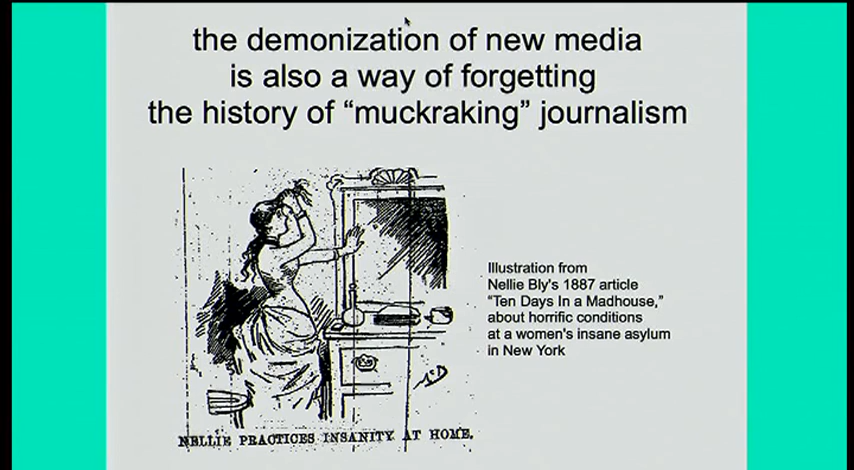 the demonization of new media
is also a way of forgetting
the history of “muckraking” journalism
Illustration from
Nellie Bly's 1887 article
“Ten Days In a Madhouse,”
about horrific conditions
at a women's insane asylum
in New York
NELLIE PRACTICES INSANITY AT HOME.